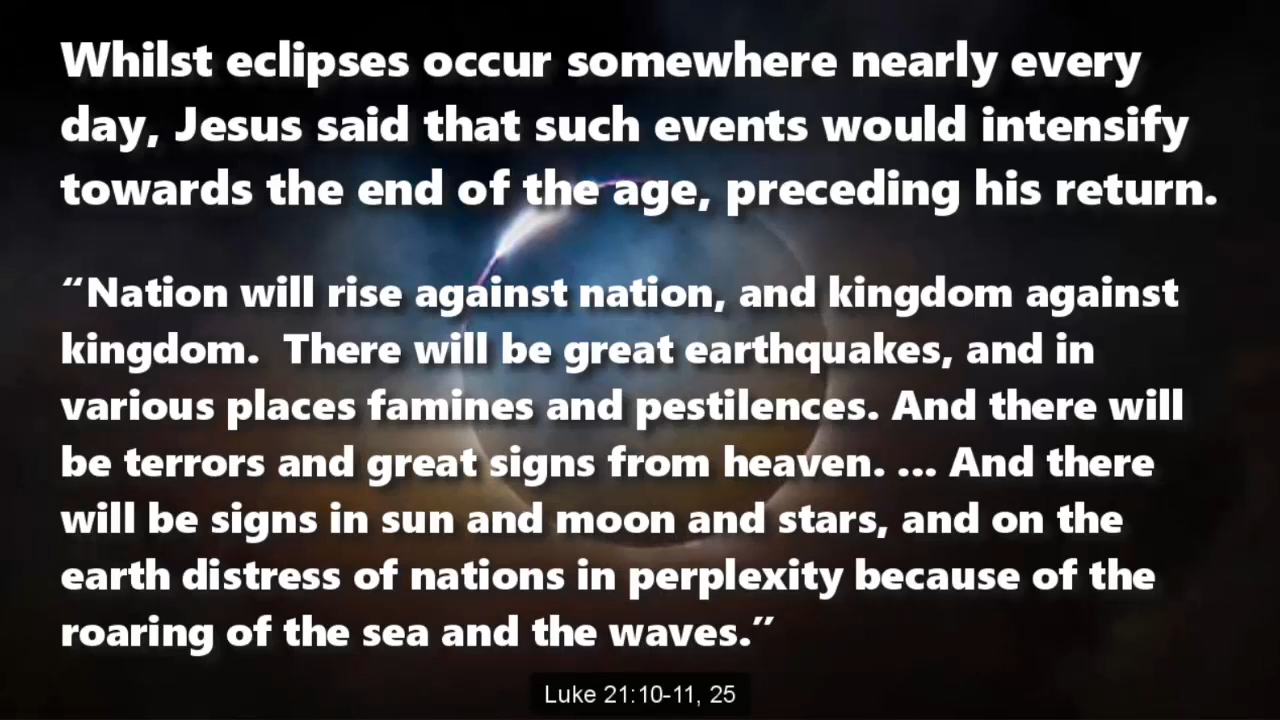 Whilst eclipses occur somewhere nearly every
day, Jesus said that such events would intensify
towards the end of the age, preceding his return.
“Nation will rise against nation, and kingdom against
kingdom.  There will be great earthquakes, and in
various places famines and pestilences. And there will
be terrors and great signs from heaven. ... And there
will be signs in sun and moon and stars, and on the
earth distress of nations in perplexity because of the
roaring of the sea and the waves.”
Luke 21:10-11, 25